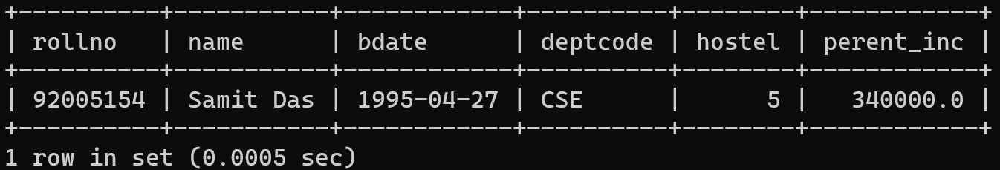 +----------+-----------+------------+----------+--------+------------+
| rollno   | name      | bdate      | deptcode | hostel | perent_inc |
+----------+-----------+------------+----------+--------+------------+
| 92005154 | Samit Das | 1995-04-27 | CSE      |      5 |   340000.0 |
+----------+-----------+------------+----------+--------+------------+
1 row in set (0.0005 sec)